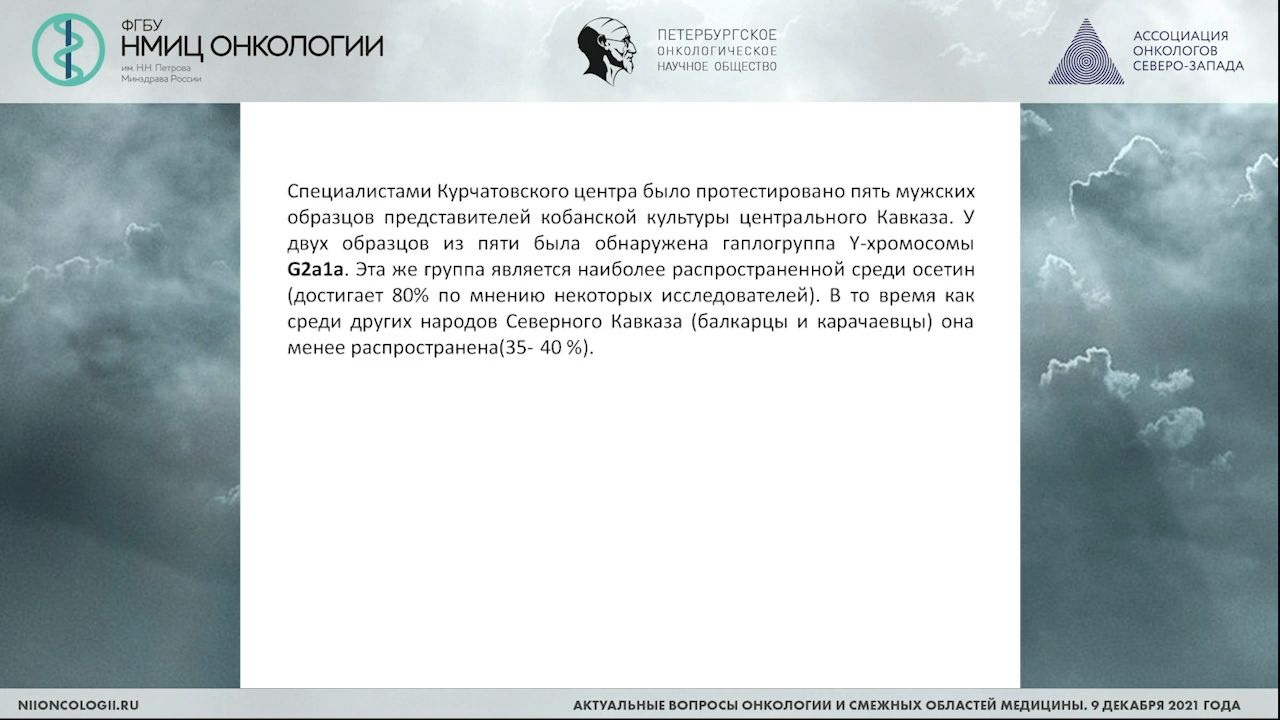 ФГБУ
НМИЦ ОНКОЛОГИИ
им. Н.Н. Петрова
Минздрава России
ПЕТЕРБУРГСКОЕ
ОНКОЛОГИЧЕСКОЕ
НАУЧНОЕ ОБЩЕСТВО
АССОЦИАЦИЯ
ОНКОЛОГОВ
СЕВЕРО-ЗАПАДА
Специалистами Курчатовского центра было протестировано пять мужских
образцов представителей кобанской культуры центрального Кавказа. У
двух образцов из пяти была обнаружена гаплогруппа Y-хромосомы
G2a1a. Эта же группа является наиболее распространенной среди осетин
(достигает 80% по мнению некоторых исследователей). В то время как
среди других народов Северного Кавказа (балкарцы и карачаевцы) она
менее распространена(35- 40 %).
NIIONCOLOGII.RU
АКТУАЛЬНЫЕ ВОПРОСЫ ОНКОЛОГИИ И СМЕЖНЫХ ОБЛАСТЕЙ МЕДИЦИНЫ. 9 ДЕКАБРЯ 2021 ГОДА